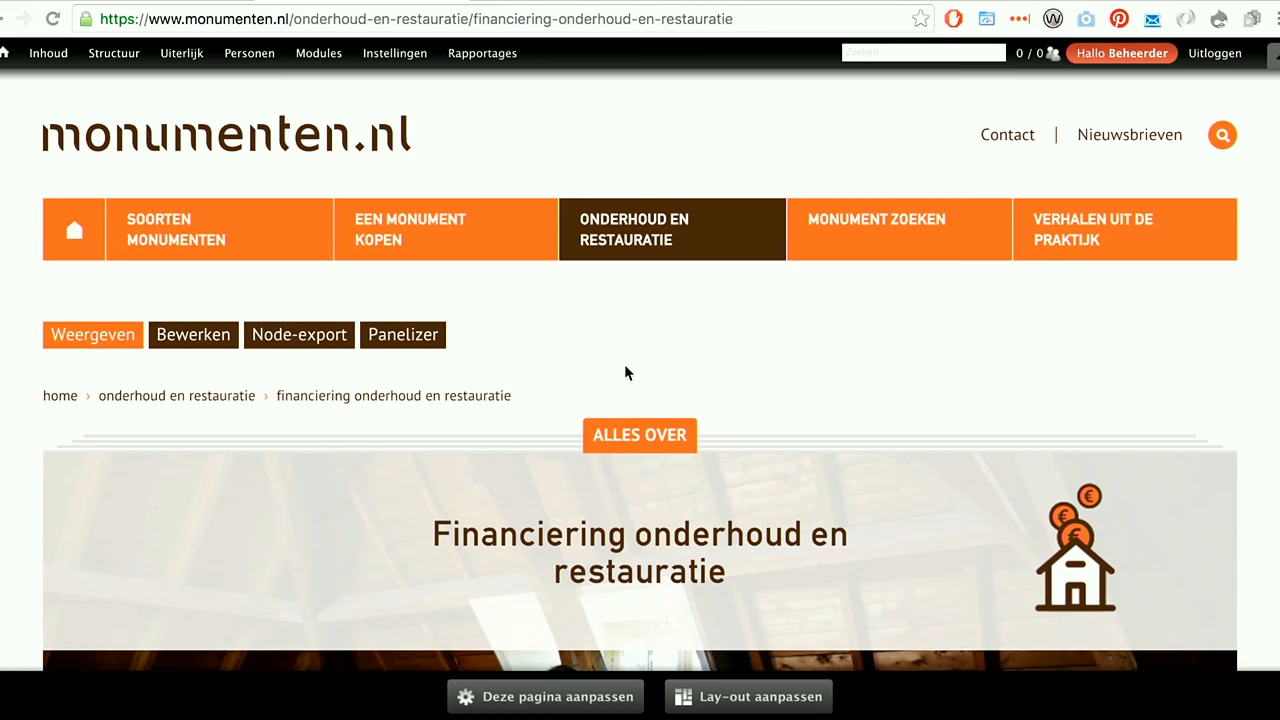 https://www.monumenten.nl/onderhoud-en-restauratie/financiering-onderhoud-en-restauratie
Inhoud Structuur Uiterlijk Personen Modules Instellingen Rapportages Zoeken 0 / 0 Hallo Beheerder Uitloggen
monumenten.nl
Contact | Nieuwsbrieven
SOORTEN
MONUMENTEN
EEN MONUMENT
KOPEN
ONDERHOUD EN
RESTAURATIE
MONUMENT ZOEKEN
VERHALEN UIT DE
PRAKTIJK
Weergeven Bewerken Node-export Panelizer
home › onderhoud en restauratie › financiering onderhoud en restauratie
ALLES OVER
Financiering onderhoud en
restauratie
Deze pagina aanpassen Lay-out aanpassen